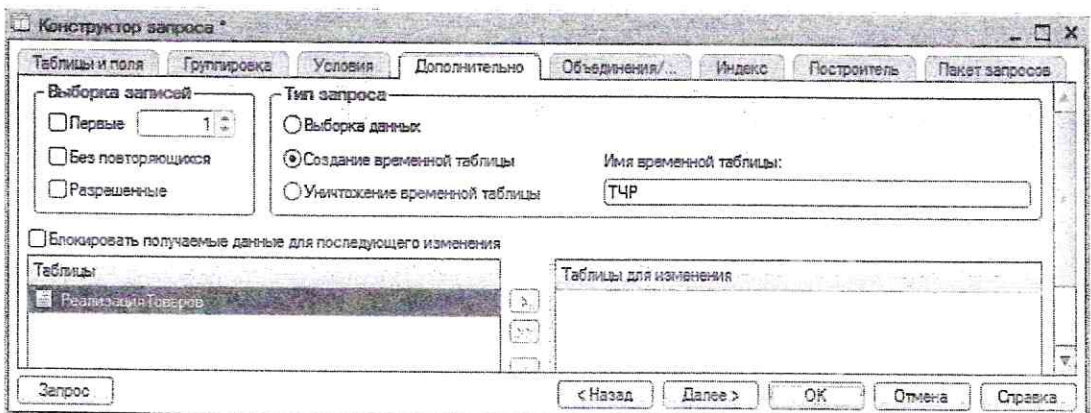 Конструктор запроса *
Таблицы и поля Группировка Условия Дополнительно Объединения/... Индекс Построитель Пакет запросов
Выборка записей
Первые 1
Без повторяющихся
Разрешенные
Тип запроса
Выборка данных
Создание временной таблицы
Уничтожение временной таблицы
Имя временной таблицы:
ТЧР
Блокировать получаемые данные для последующего изменения
Таблицы
РеализацияТоваров
>
>>
Таблицы для изменения
Запрос
< Назад Далее > ОК Отмена Справка